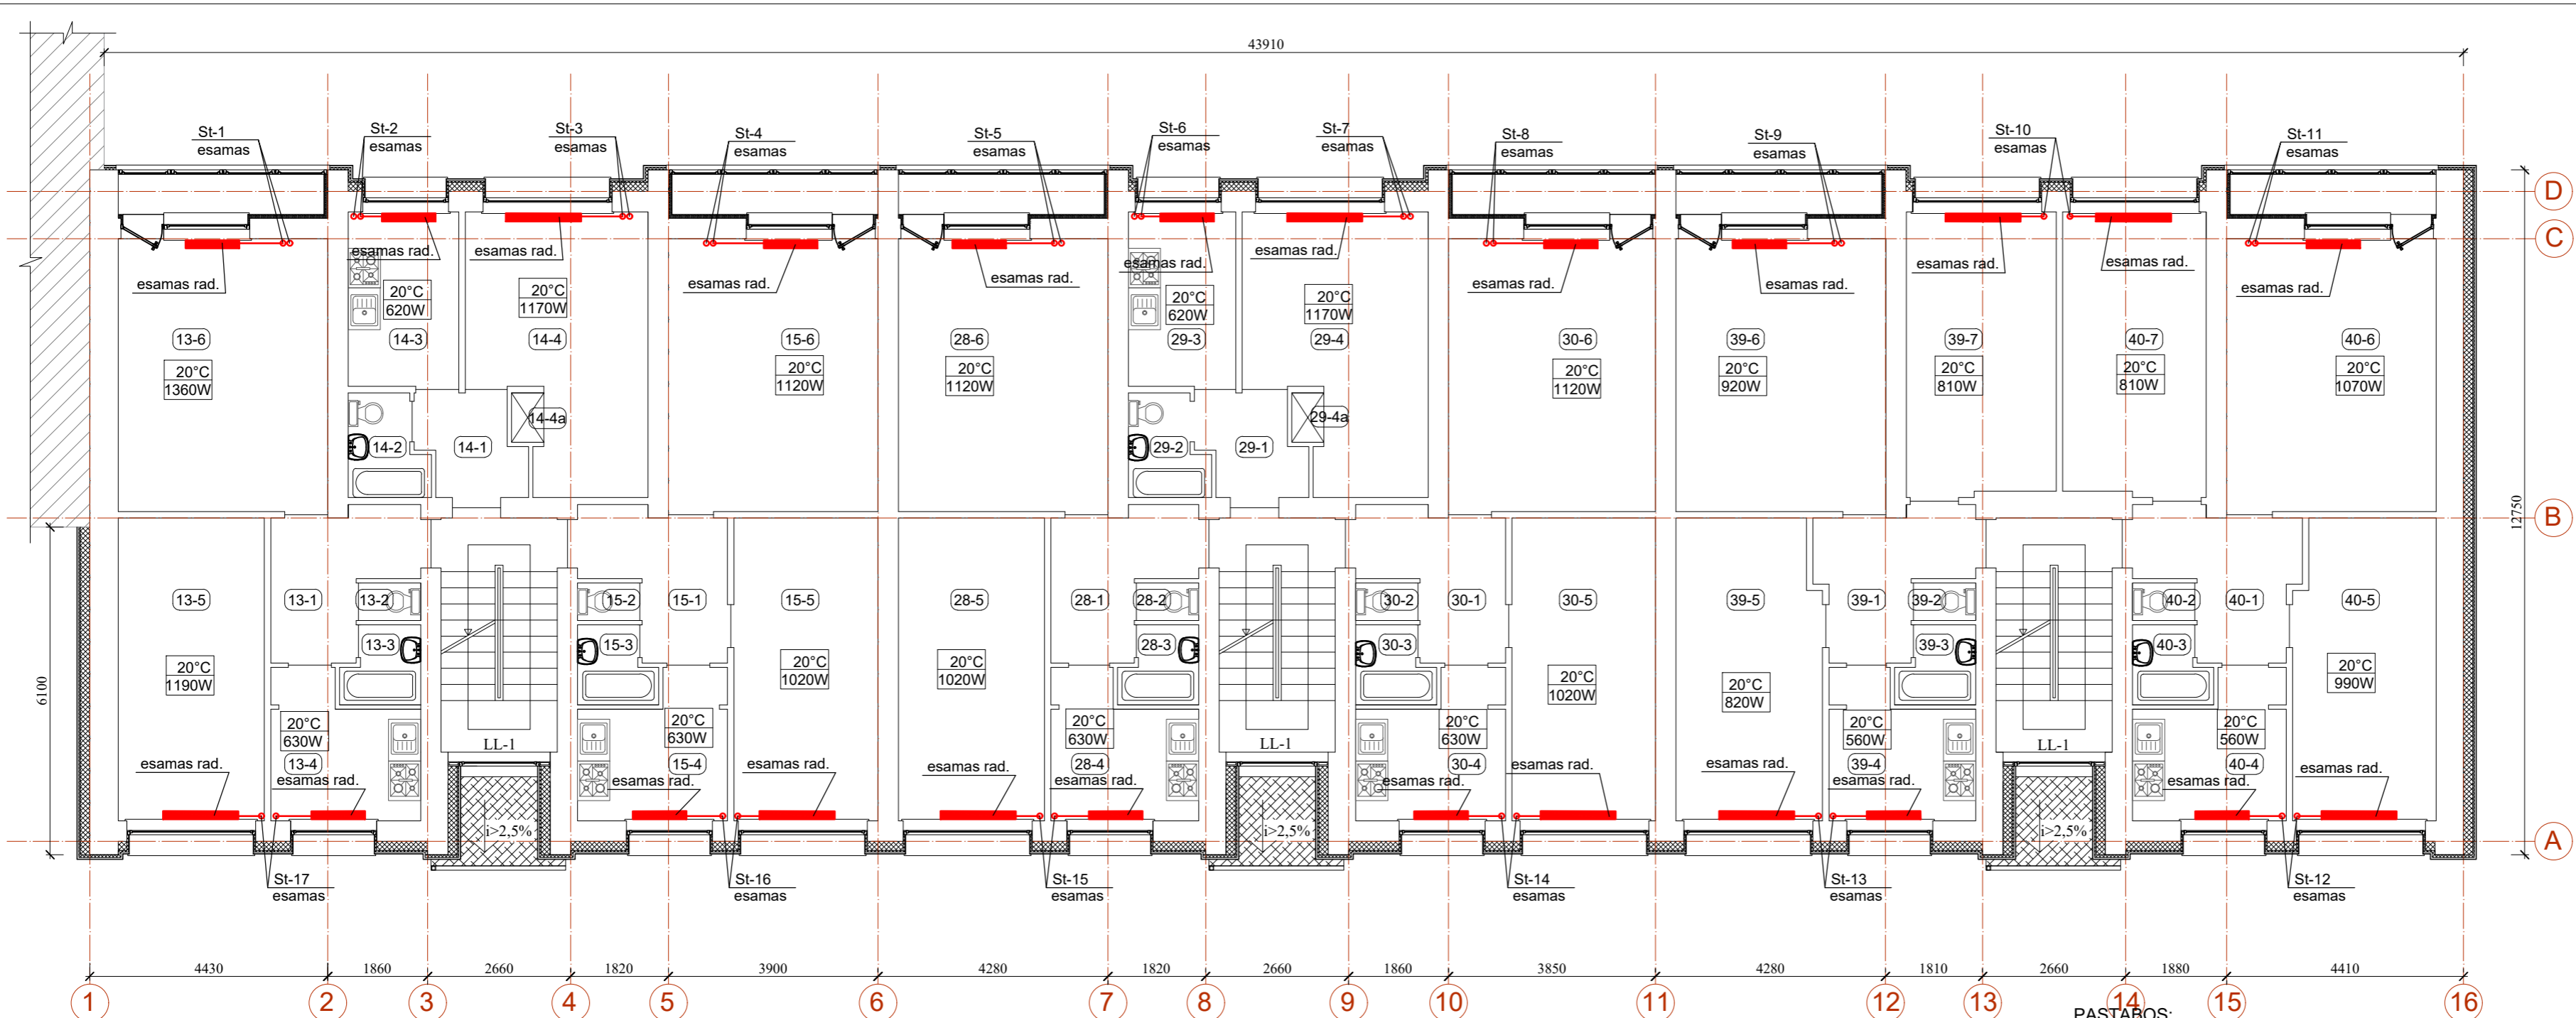 43910
St-1
esamas
St-2
esamas
St-3
esamas
St-4
esamas
St-5
esamas
St-6
esamas
St-7
esamas
St-8
esamas
St-9
esamas
St-10
esamas
St-11
esamas
D
C
B
A
12750
6100
esamas rad.
esamas rad.
esamas rad.
esamas rad.
esamas rad.
esamas rad.
esamas rad.
esamas rad.
esamas rad.
esamas rad.
esamas rad.
esamas rad.
13-6
20°C
1360W
20°C
620W
14-3
20°C
1170W
14-4
14-4a
14-2
14-1
15-6
20°C
1120W
28-6
20°C
1120W
20°C
620W
29-3
20°C
1170W
29-4
29-4a
29-2
29-1
30-6
20°C
1120W
39-6
20°C
920W
39-7
20°C
810W
40-7
20°C
810W
40-6
20°C
1070W
13-5
13-1
13-2
13-3
20°C
1190W
20°C
630W
13-4
15-2
15-1
15-5
15-3
20°C
630W
15-4
20°C
1020W
28-5
28-1
28-2
28-3
20°C
1020W
20°C
630W
28-4
30-2
30-1
30-5
30-3
20°C
630W
30-4
20°C
1020W
39-5
39-1
39-2
39-3
20°C
820W
20°C
560W
39-4
40-2
40-1
40-5
40-3
20°C
560W
40-4
20°C
990W
LL-1
LL-1
LL-1
esamas rad.
esamas rad.
esamas rad.
esamas rad.
esamas rad.
esamas rad.
esamas rad.
esamas rad.
esamas rad.
esamas rad.
esamas rad.
esamas rad.
i>2,5%
i>2,5%
i>2,5%
St-17
esamas
St-16
esamas
St-15
esamas
St-14
esamas
St-13
esamas
St-12
esamas
4430 1860 2660 1820 3900 4280 1820 2660 1860 3850 4280 1810 2660 1880 4410
1 2 3 4 5 6 7 8 9 10 11 12 13 14 15 16
PASTABOS: